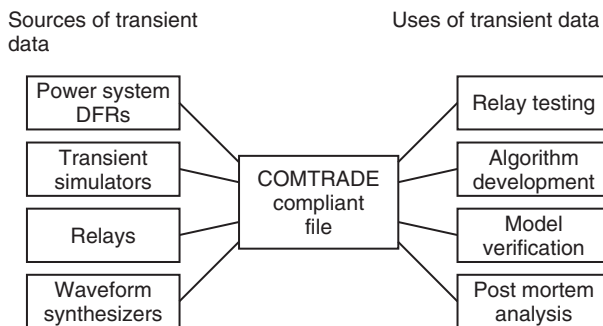 Sources of transient
data
Uses of transient data
Power system
DFRs
Transient
simulators
Relays
Waveform
synthesizers
COMTRADE
compliant
file
Relay testing
Algorithm
development
Model
verification
Post mortem
analysis